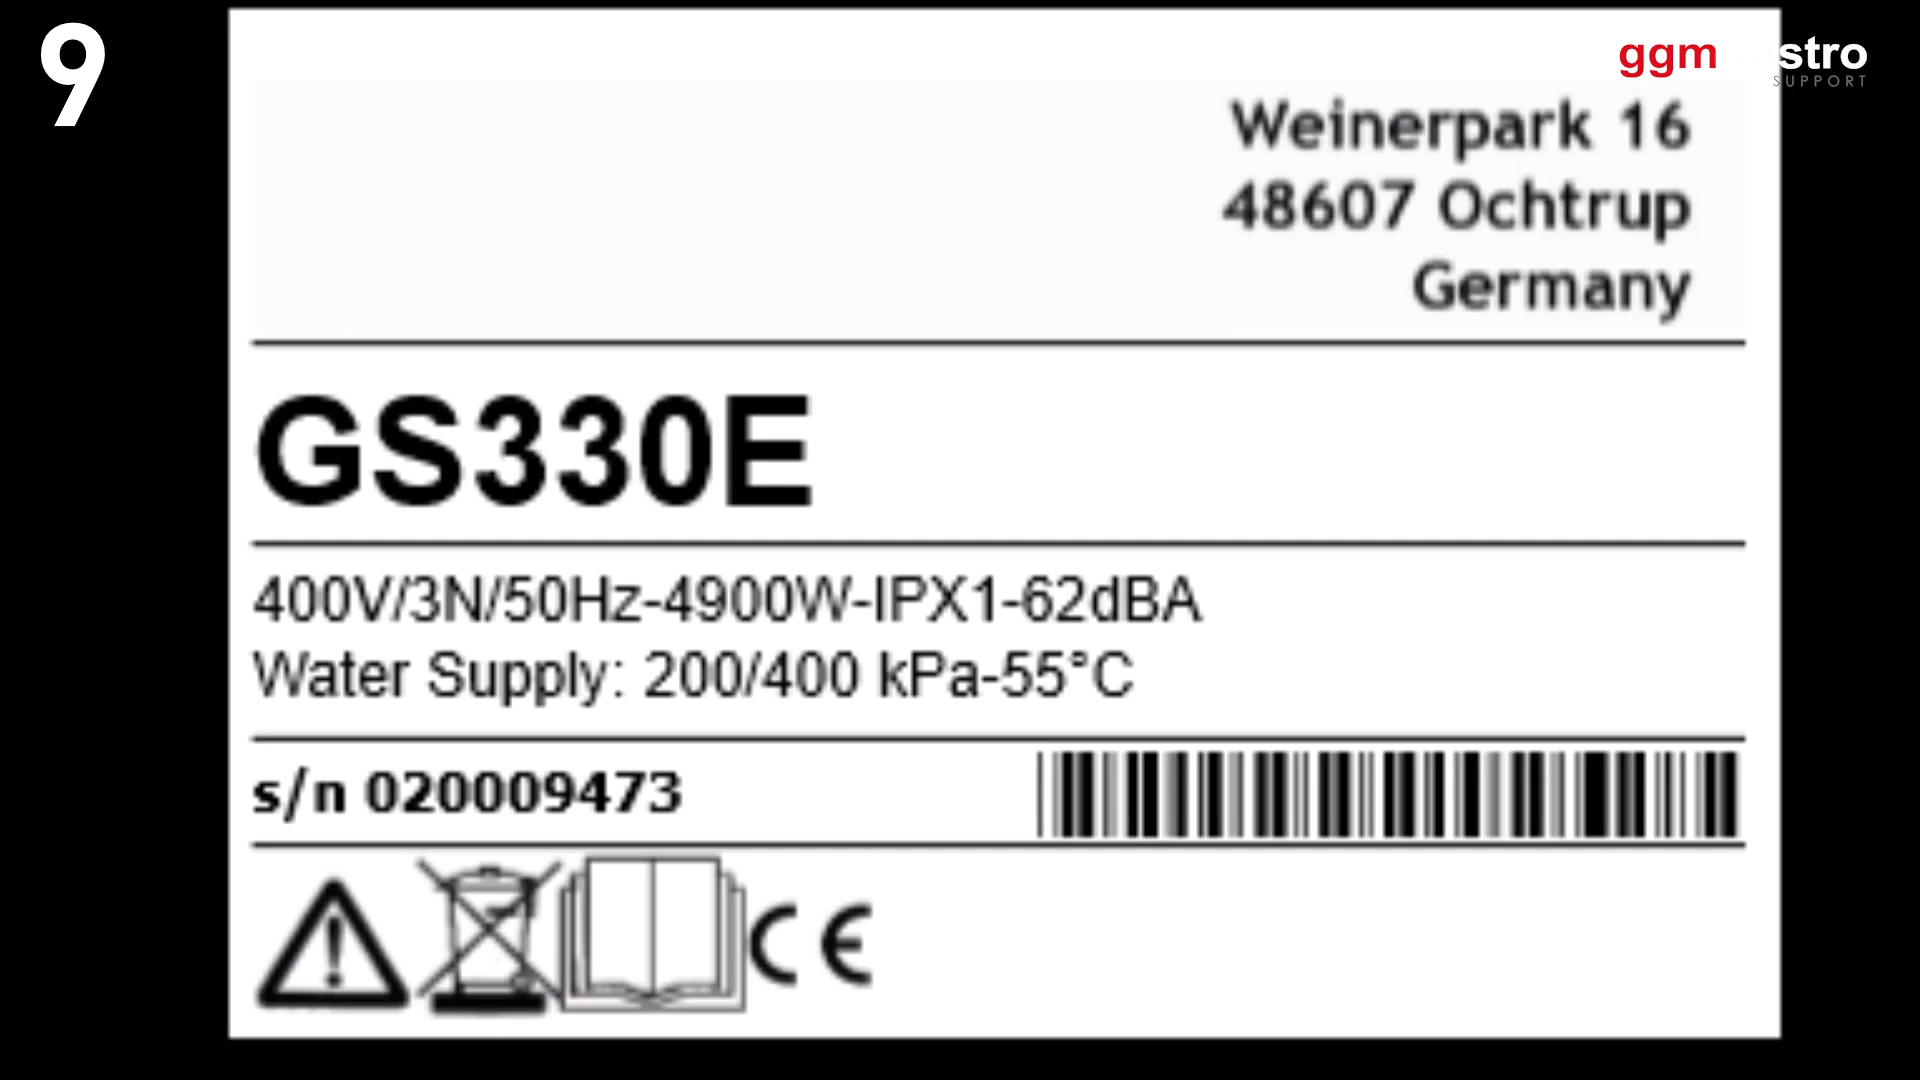 9
ggm stro
SUPPORT
Weinerpark 16
48607 Ochtrup
Germany
GS330E
400V/3N/50Hz-4900W-IPX1-62dBA
Water Supply: 200/400 kPa-55°C
s/n 020009473
CE